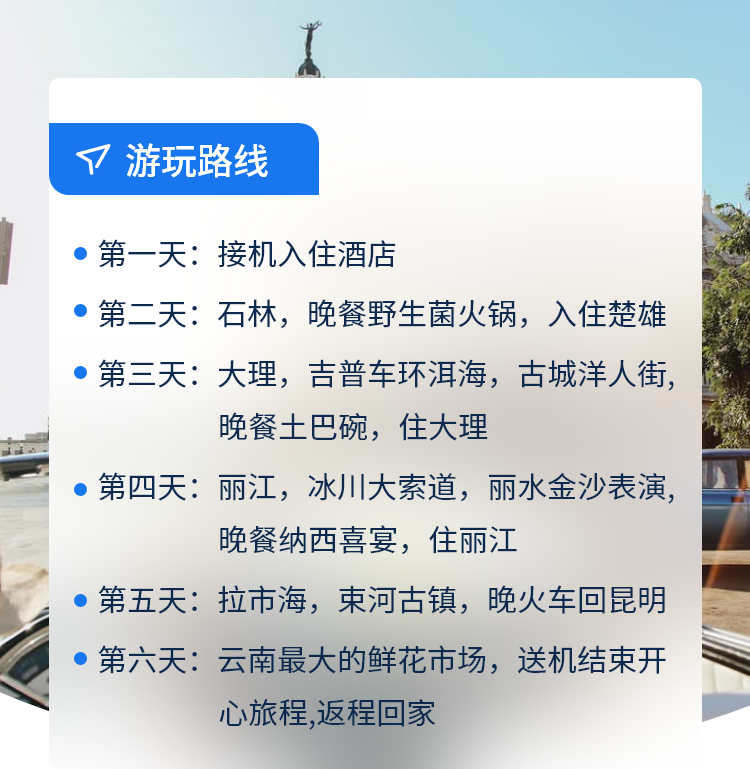 游玩路线
第一天：接机入住酒店
第二天：石林，晚餐野生菌火锅，入住楚雄
第三天：大理，吉普车环洱海，古城洋人街,
晚餐土巴碗，住大理
第四天：丽江，冰川大索道，丽水金沙表演,
晚餐纳西喜宴，住丽江
第五天：拉市海，束河古镇，晚火车回昆明
第六天：云南最大的鲜花市场，送机结束开
心旅程,返程回家